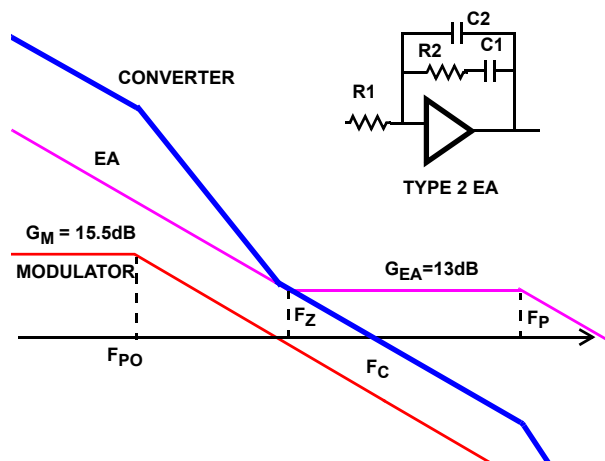 C2
C1
R2
R1
CONVERTER
EA
TYPE 2 EA
GM = 15.5dB
MODULATOR
GEA=13dB
FZ
FP
FPO
FC